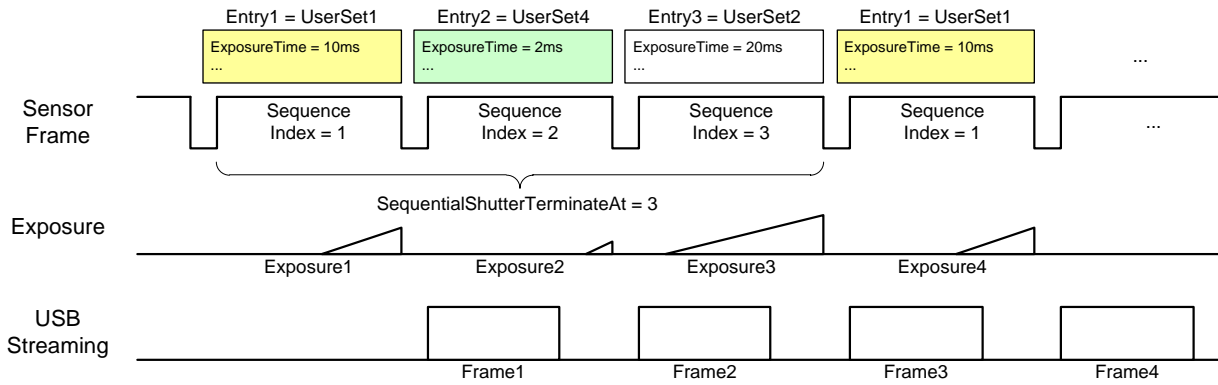 Entry1 = UserSet1
Entry2 = UserSet4
Entry3 = UserSet2
Entry1 = UserSet1
ExposureTime = 10ms
...
ExposureTime = 2ms
...
ExposureTime = 20ms
...
ExposureTime = 10ms
...
...
Sensor
Frame
Sequence
Index = 1
Sequence
Index = 2
Sequence
Index = 3
Sequence
Index = 1
...
SequentialShutterTerminateAt = 3
Exposure
Exposure1
Exposure2
Exposure3
Exposure4
USB
Streaming
Frame1
Frame2
Frame3
Frame4